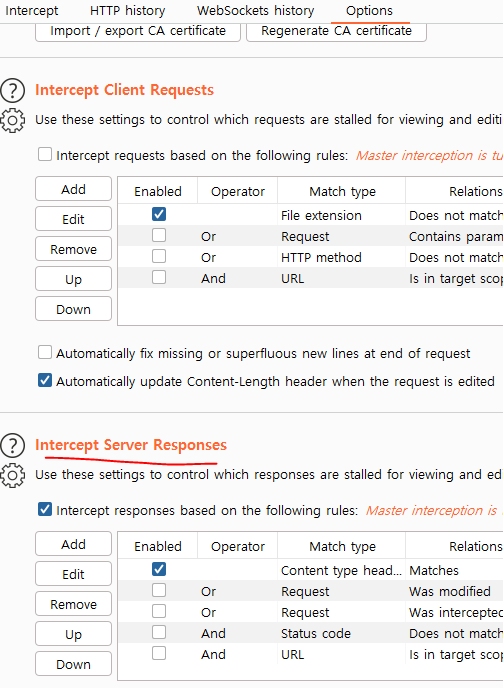 Intercept HTTP history WebSockets history Options
Import / export CA certificate Regenerate CA certificate
Intercept Client Requests
Use these settings to control which requests are stalled for viewing and editi
Intercept requests based on the following rules: Master interception is tu
Add Enabled Operator Match type Relations
Edit File extension Does not match
Remove Or Request Contains param
Or HTTP method Does not match
Up And URL Is in target scop
Down
Automatically fix missing or superfluous new lines at end of request
Automatically update Content-Length header when the request is edited
Intercept Server Responses
Use these settings to control which responses are stalled for viewing and ed
Intercept responses based on the following rules: Master interception is
Add Enabled Operator Match type Relations
Edit Content type head... Matches
Remove Or Request Was modified
Or Request Was intercepted
Up And Status code Does not match
Down And URL Is in target scop